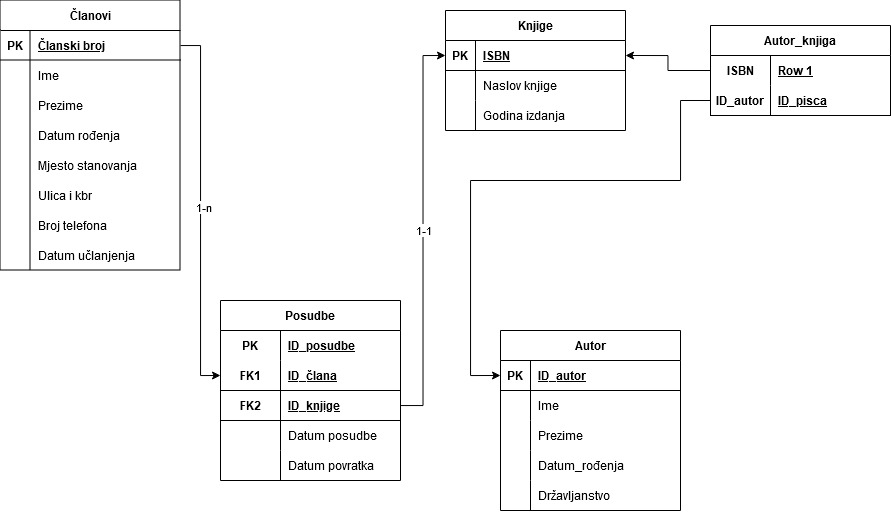 Članovi
PK Članski broj
Ime
Prezime
Datum rođenja
Mjesto stanovanja
Ulica i kbr
Broj telefona
Datum učlanjenja
1-n
Knjige
PK ISBN
Naslov knjige
Godina izdanja
1-1
Autor_knjiga
ISBN Row 1
ID_autor ID_pisca
Posudbe
PK ID_posudbe
FK1 ID_člana
FK2 ID_knjige
Datum posudbe
Datum povratka
Autor
PK ID_autor
Ime
Prezime
Datum_rođenja
Državljanstvo